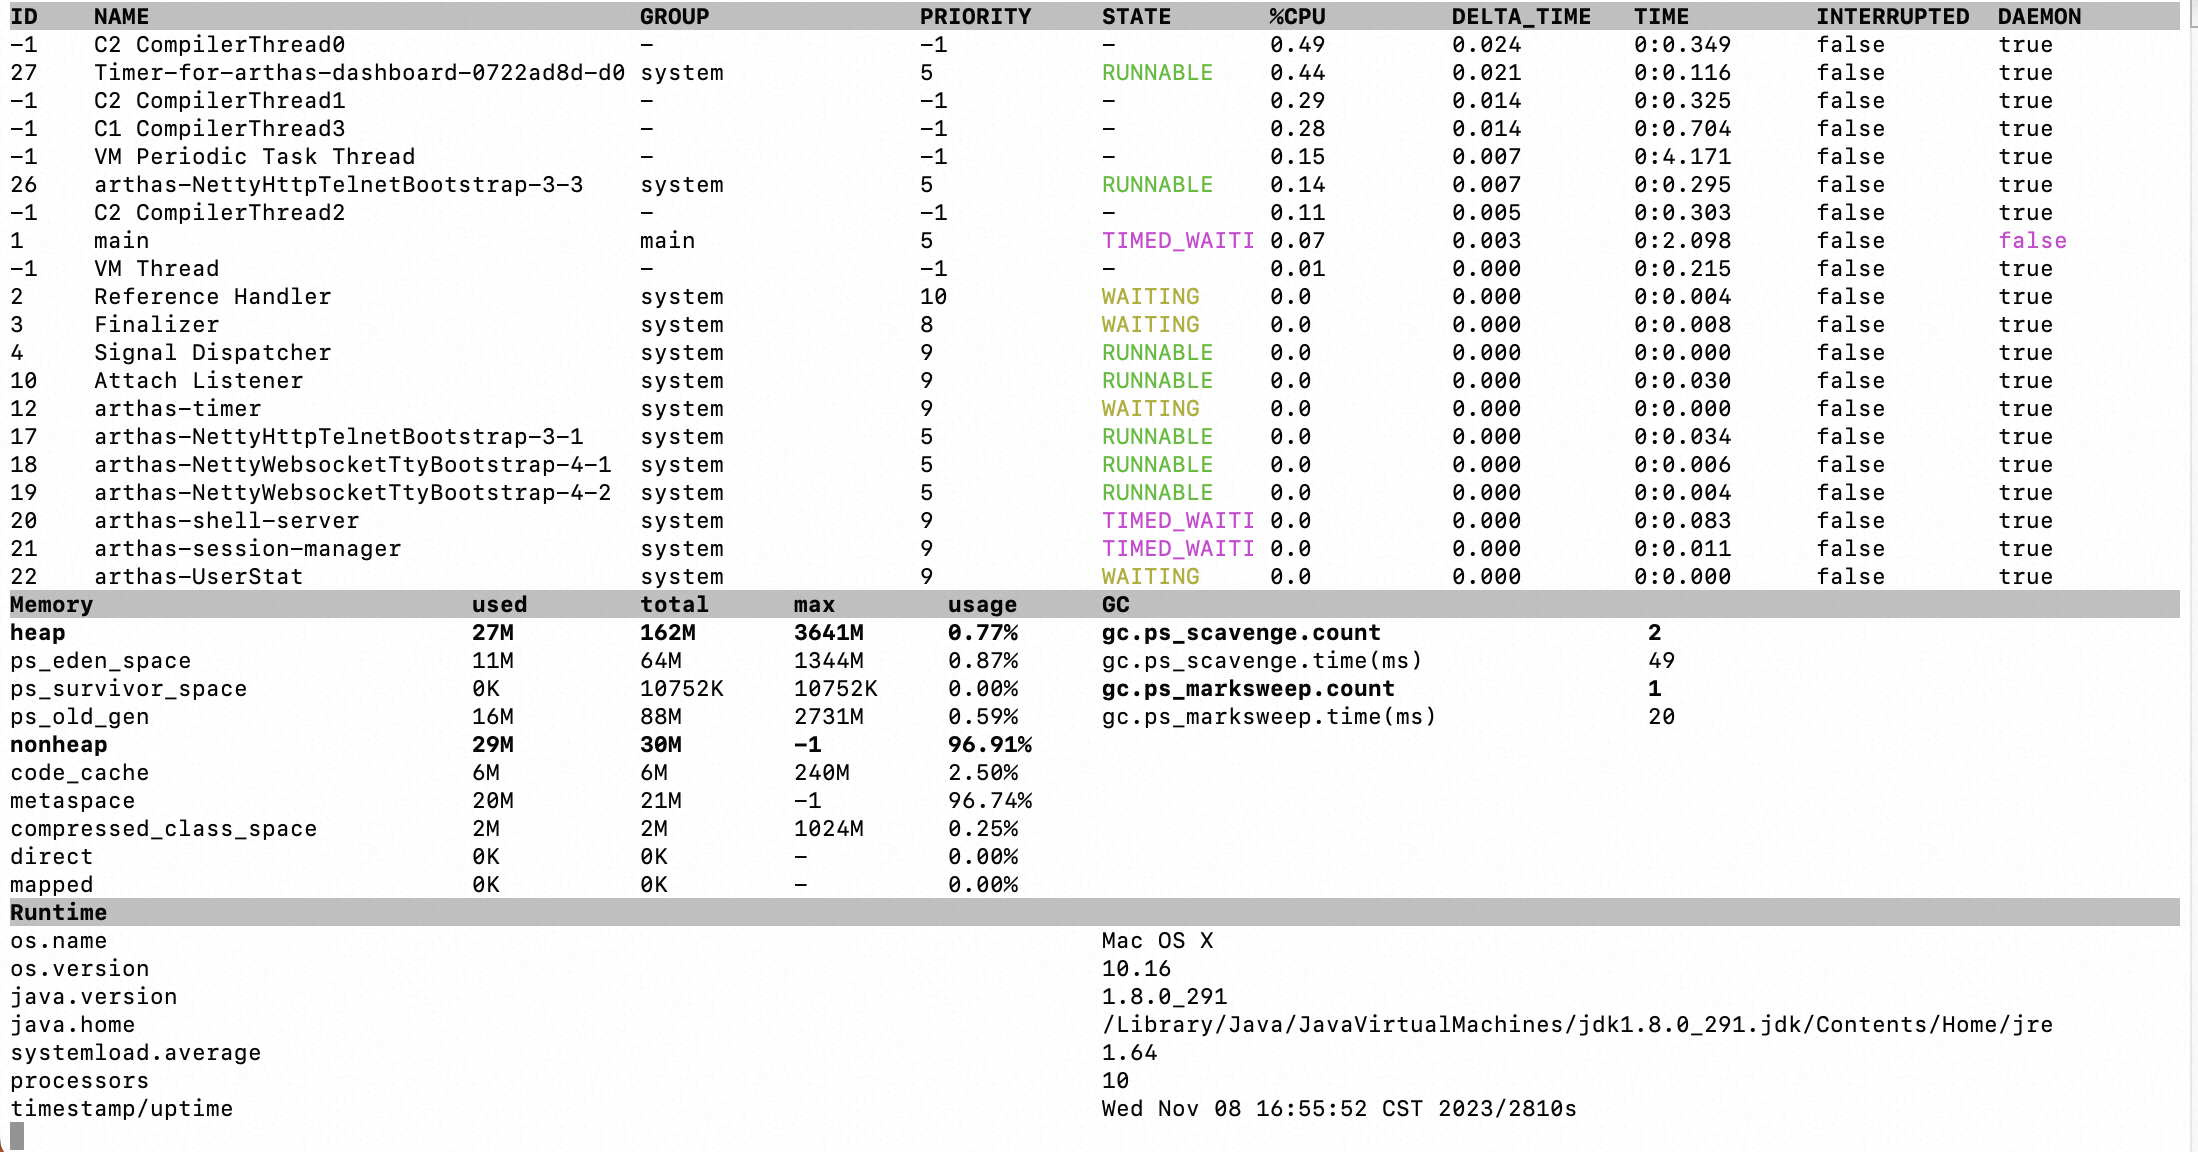 ID NAME GROUP PRIORITY STATE %CPU DELTA_TIME TIME INTERRUPTED DAEMON
-1 C2 CompilerThread0 - -1 - 0.49 0.024 0:0.349 false true
27 Timer-for-arthas-dashboard-0722ad8d-d0 system 5 RUNNABLE 0.44 0.021 0:0.116 false true
-1 C2 CompilerThread1 - -1 - 0.29 0.014 0:0.325 false true
-1 C1 CompilerThread3 - -1 - 0.28 0.014 0:0.704 false true
-1 VM Periodic Task Thread - -1 - 0.15 0.007 0:4.171 false true
26 arthas-NettyHttpTelnetBootstrap-3-3 system 5 RUNNABLE 0.14 0.007 0:0.295 false true
-1 C2 CompilerThread2 - -1 - 0.11 0.005 0:0.303 false true
1 main main 5 TIMED_WAITI 0.07 0.003 0:2.098 false false
-1 VM Thread - -1 - 0.01 0.000 0:0.215 false true
2 Reference Handler system 10 WAITING 0.0 0.000 0:0.004 false true
3 Finalizer system 8 WAITING 0.0 0.000 0:0.008 false true
4 Signal Dispatcher system 9 RUNNABLE 0.0 0.000 0:0.000 false true
10 Attach Listener system 9 RUNNABLE 0.0 0.000 0:0.030 false true
12 arthas-timer system 9 WAITING 0.0 0.000 0:0.000 false true
17 arthas-NettyHttpTelnetBootstrap-3-1 system 5 RUNNABLE 0.0 0.000 0:0.034 false true
18 arthas-NettyWebsocketTtyBootstrap-4-1 system 5 RUNNABLE 0.0 0.000 0:0.006 false true
19 arthas-NettyWebsocketTtyBootstrap-4-2 system 5 RUNNABLE 0.0 0.000 0:0.004 false true
20 arthas-shell-server system 9 TIMED_WAITI 0.0 0.000 0:0.083 false true
21 arthas-session-manager system 9 TIMED_WAITI 0.0 0.000 0:0.011 false true
22 arthas-UserStat system 9 WAITING 0.0 0.000 0:0.000 false true
Memory used total max usage GC
heap 27M 162M 3641M 0.77% gc.ps_scavenge.count 2
ps_eden_space 11M 64M 1344M 0.87% gc.ps_scavenge.time(ms) 49
ps_survivor_space 0K 10752K 10752K 0.00% gc.ps_marksweep.count 1
ps_old_gen 16M 88M 2731M 0.59% gc.ps_marksweep.time(ms) 20
nonheap 29M 30M -1 96.91%
code_cache 6M 6M 240M 2.50%
metaspace 20M 21M -1 96.74%
compressed_class_space 2M 2M 1024M 0.25%
direct 0K 0K - 0.00%
mapped 0K 0K - 0.00%
Runtime
os.name Mac OS X
os.version 10.16
java.version 1.8.0_291
java.home /Library/Java/JavaVirtualMachines/jdk1.8.0_291.jdk/Contents/Home/jre
systemload.average 1.64
processors 10
timestamp/uptime Wed Nov 08 16:55:52 CST 2023/2810s